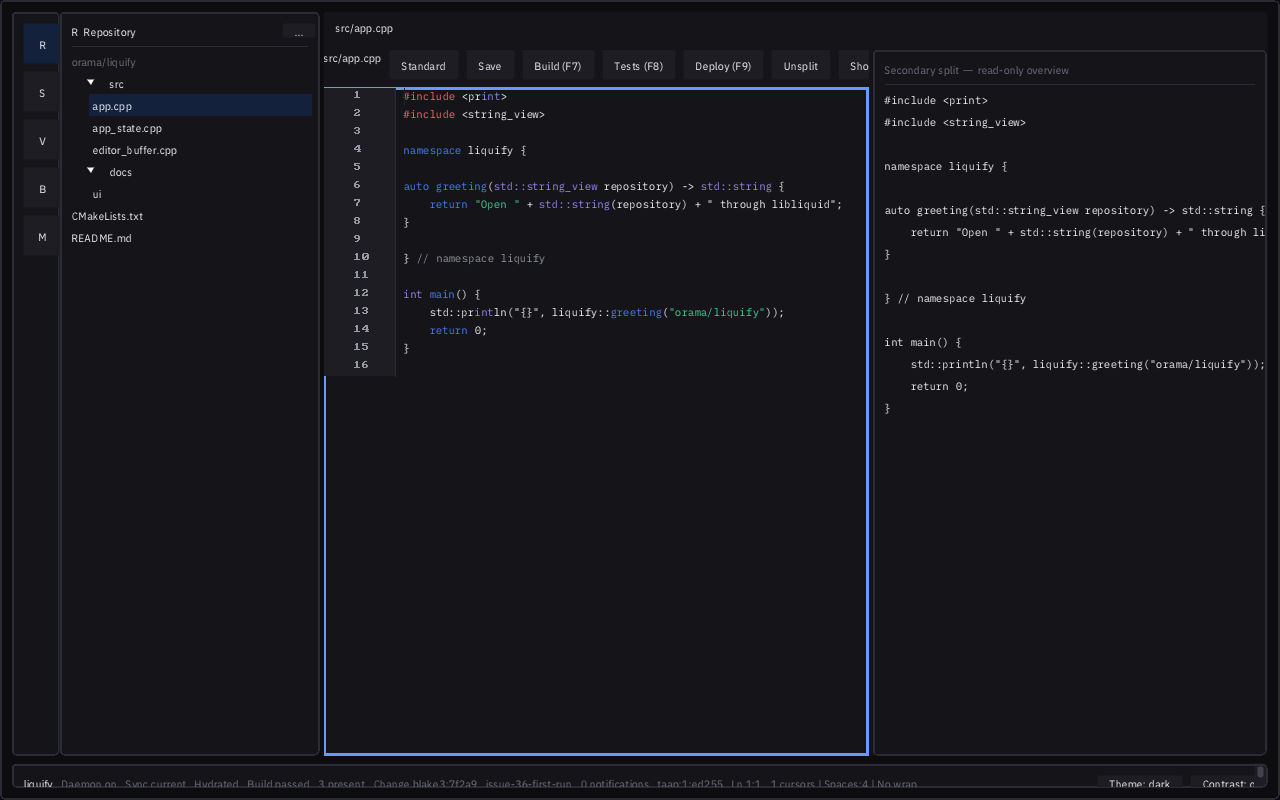 R
S
V
B
M
R Repository
...
orama/liquify
src
app.cpp
app_state.cpp
editor_buffer.cpp
docs
ui
CMakeLists.txt
README.md
src/app.cpp
src/app.cpp Standard Save Build (F7) Tests (F8) Deploy (F9) Unsplit Sho
1 #include <print>
2 #include <string_view>
3
4 namespace liquify {
5
6 auto greeting(std::string_view repository) -> std::string {
7     return "Open " + std::string(repository) + " through libliquid";
8 }
9
10 } // namespace liquify
11
12 int main() {
13     std::println("{}", liquify::greeting("orama/liquify"));
14     return 0;
15 }
16
Secondary split — read-only overview
#include <print>
#include <string_view>
namespace liquify {
auto greeting(std::string_view repository) -> std::string {
    return "Open " + std::string(repository) + " through li
}
} // namespace liquify
int main() {
    std::println("{}", liquify::greeting("orama/liquify"));
    return 0;
}
liquify Daemon on Sync current Hydrated Build passed 3 present Change blake3:7f2a9 issue-36-first-run 0 notifications Ln 1:1 1 cursors | Spaces:4 | No wrap Theme: dark Contrast: